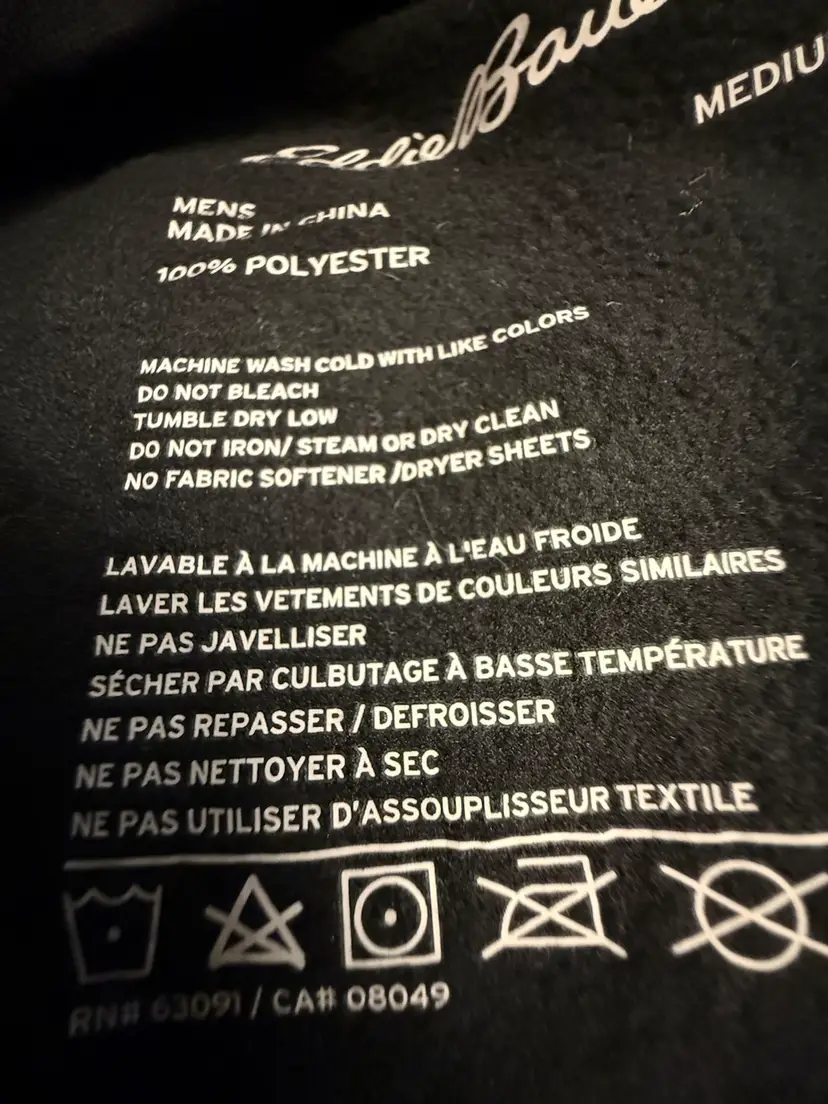 Eddie Baue
MEDIU
MENS
MADE IN CHINA
100% POLYESTER
MACHINE WASH COLD WITH LIKE COLORS
DO NOT BLEACH
TUMBLE DRY LOW
DO NOT IRON/ STEAM OR DRY CLEAN
NO FABRIC SOFTENER /DRYER SHEETS
LAVABLE À LA MACHINE À L'EAU FROIDE
LAVER LES VETEMENTS DE COULEURS SIMILAIRES
NE PAS JAVELLISER
SÉCHER PAR CULBUTAGE À BASSE TEMPÉRATURE
NE PAS REPASSER / DEFROISSER
NE PAS NETTOYER À SEC
NE PAS UTILISER D'ASSOUPLISSEUR TEXTILE
RN# 63091 / CA# 08049